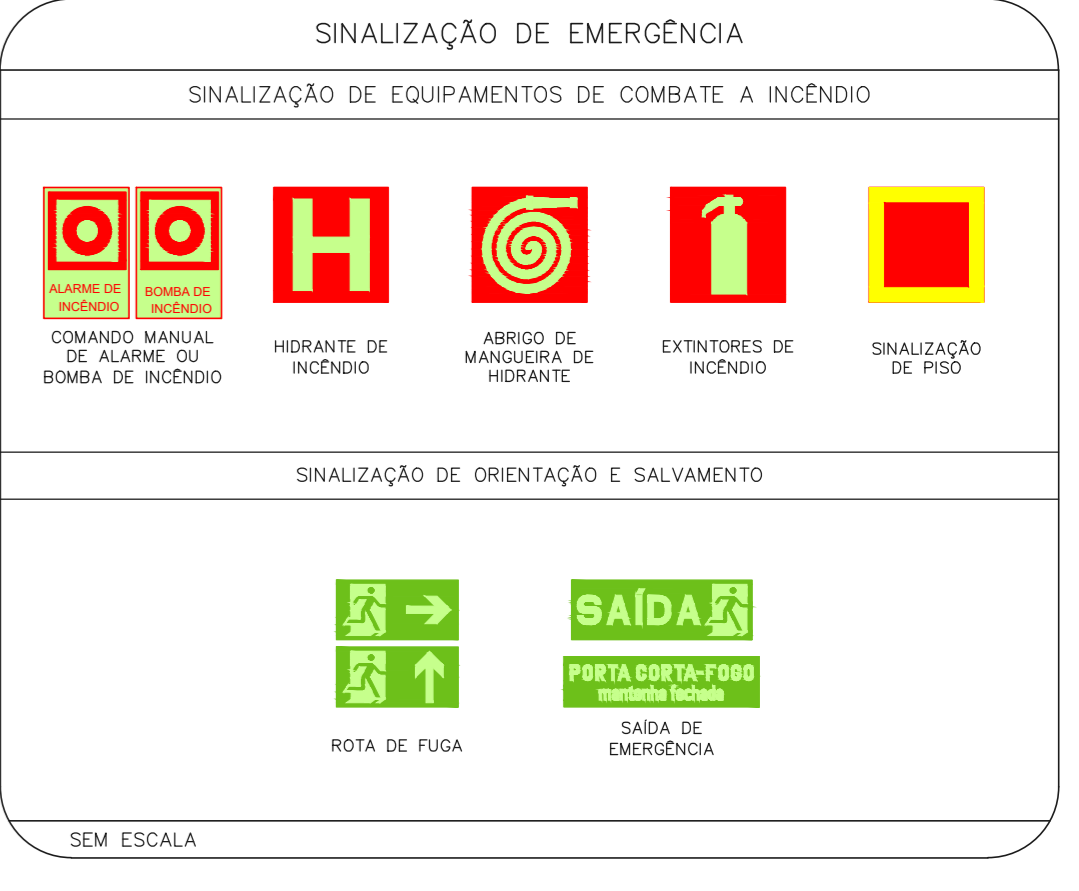 SINALIZAÇÃO DE EMERGÊNCIA
SINALIZAÇÃO DE EQUIPAMENTOS DE COMBATE A INCÊNDIO
ALARME DE
INCÊNDIO
BOMBA DE
INCÊNDIO
H
COMANDO MANUAL
DE ALARME OU
BOMBA DE INCÊNDIO
HIDRANTE DE
INCÊNDIO
ABRIGO DE
MANGUEIRA DE
HIDRANTE
EXTINTORES DE
INCÊNDIO
SINALIZAÇÃO
DE PISO
SINALIZAÇÃO DE ORIENTAÇÃO E SALVAMENTO
SAÍDA
PORTA CORTA-FOGO
mantenha fechada
ROTA DE FUGA
SAÍDA DE
EMERGÊNCIA
SEM ESCALA